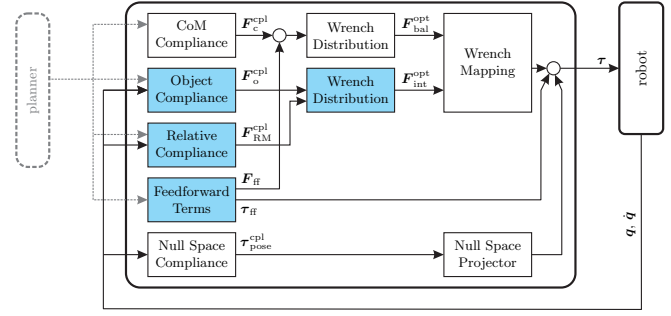 planner
CoM
Compliance
F_c^cpl
Wrench
Distribution
F_bal^opt
Wrench
Mapping
Object
Compliance
F_o^cpl
Wrench
Distribution
F_int^opt
Relative
Compliance
F_RM^cpl
Feedforward
Terms
F_ff
τ_ff
Null Space
Compliance
τ_pose^cpl
Null Space
Projector
τ
robot
q, q̇